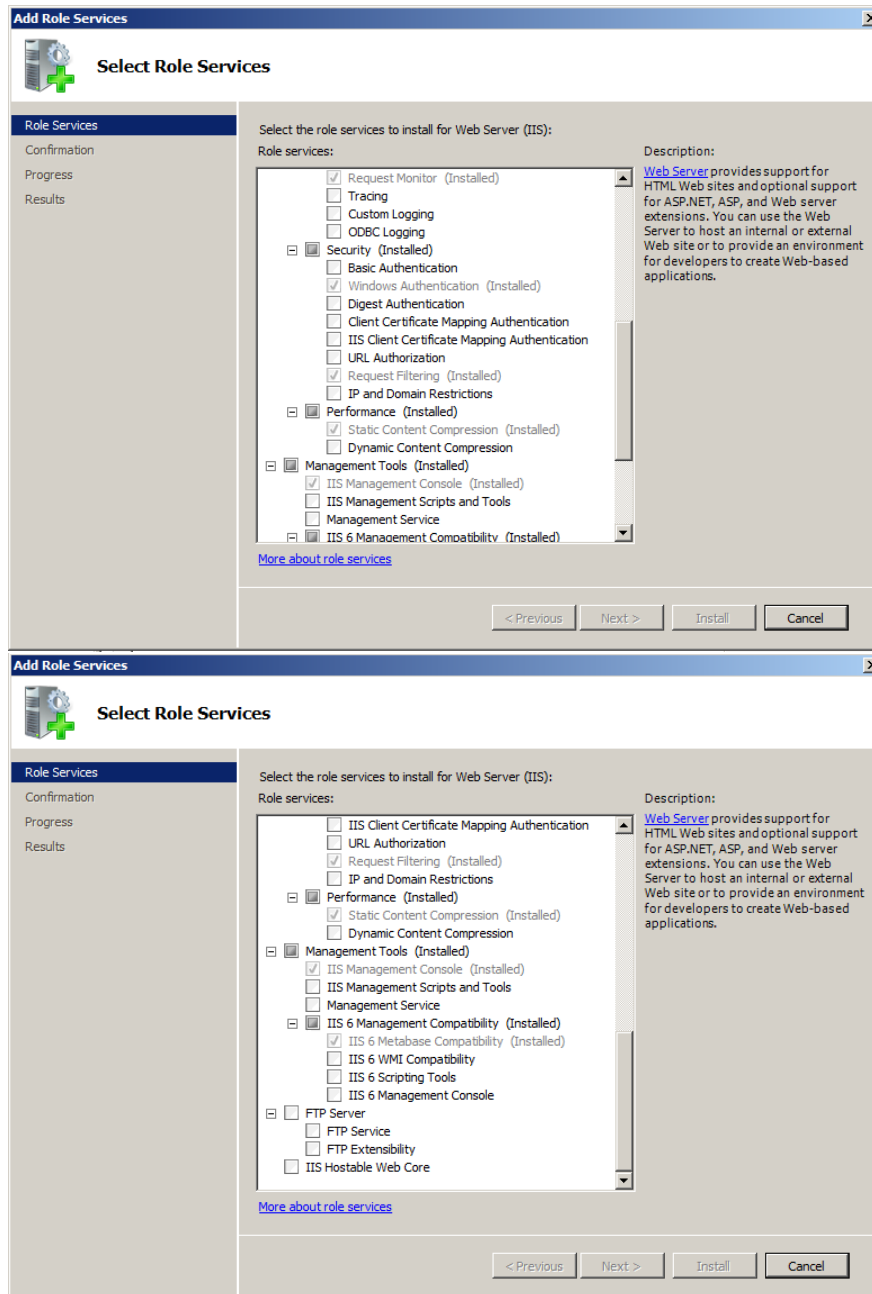 Add Role Services
Select Role Services
Role Services
Confirmation
Progress
Results
Select the role services to install for Web Server (IIS):
Role services:
Request Monitor (Installed)
Tracing
Custom Logging
ODBC Logging
Security (Installed)
Basic Authentication
Windows Authentication (Installed)
Digest Authentication
Client Certificate Mapping Authentication
IIS Client Certificate Mapping Authentication
URL Authorization
Request Filtering (Installed)
IP and Domain Restrictions
Performance (Installed)
Static Content Compression (Installed)
Dynamic Content Compression
Management Tools (Installed)
IIS Management Console (Installed)
IIS Management Scripts and Tools
Management Service
IIS 6 Management Compatibility (Installed)
More about role services
Description:
Web Server provides support for
HTML Web sites and optional support
for ASP.NET, ASP, and Web server
extensions. You can use the Web
Server to host an internal or external
Web site or to provide an environment
for developers to create Web-based
applications.
< Previous
Next >
Install
Cancel
Add Role Services
Select Role Services
Role Services
Confirmation
Progress
Results
Select the role services to install for Web Server (IIS):
Role services:
IIS Client Certificate Mapping Authentication
URL Authorization
Request Filtering (Installed)
IP and Domain Restrictions
Performance (Installed)
Static Content Compression (Installed)
Dynamic Content Compression
Management Tools (Installed)
IIS Management Console (Installed)
IIS Management Scripts and Tools
Management Service
IIS 6 Management Compatibility (Installed)
IIS 6 Metabase Compatibility (Installed)
IIS 6 WMI Compatibility
IIS 6 Scripting Tools
IIS 6 Management Console
FTP Server
FTP Service
FTP Extensibility
IIS Hostable Web Core
More about role services
Description:
Web Server provides support for
HTML Web sites and optional support
for ASP.NET, ASP, and Web server
extensions. You can use the Web
Server to host an internal or external
Web site or to provide an environment
for developers to create Web-based
applications.
< Previous
Next >
Install
Cancel